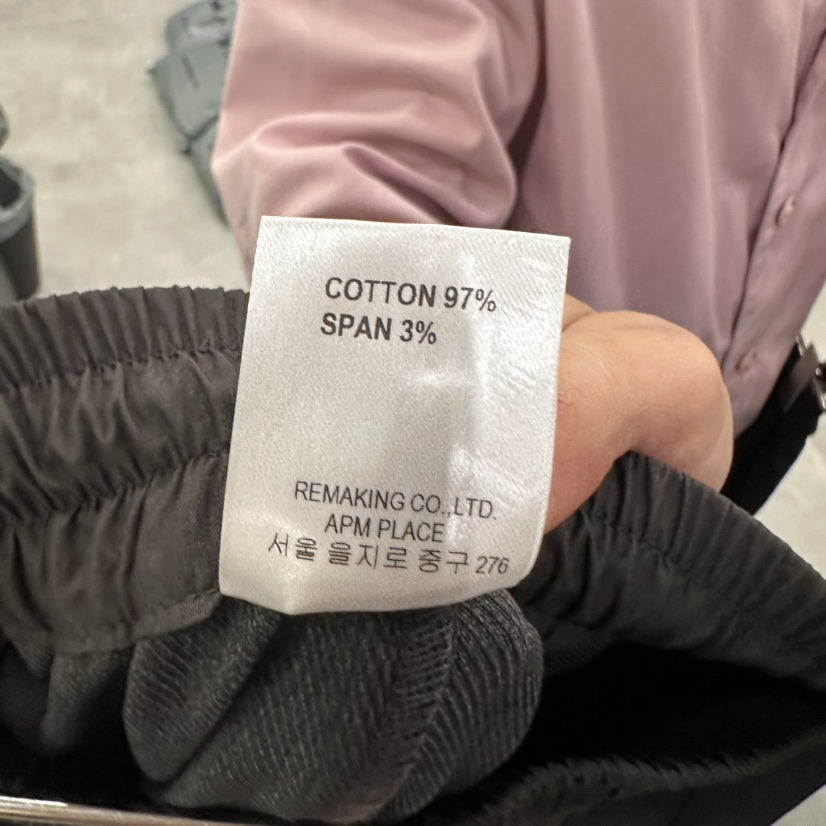 COTTON 97%
SPAN 3%
REMAKING CO.,LTD.
APM PLACE
서울 을지로 중구 276